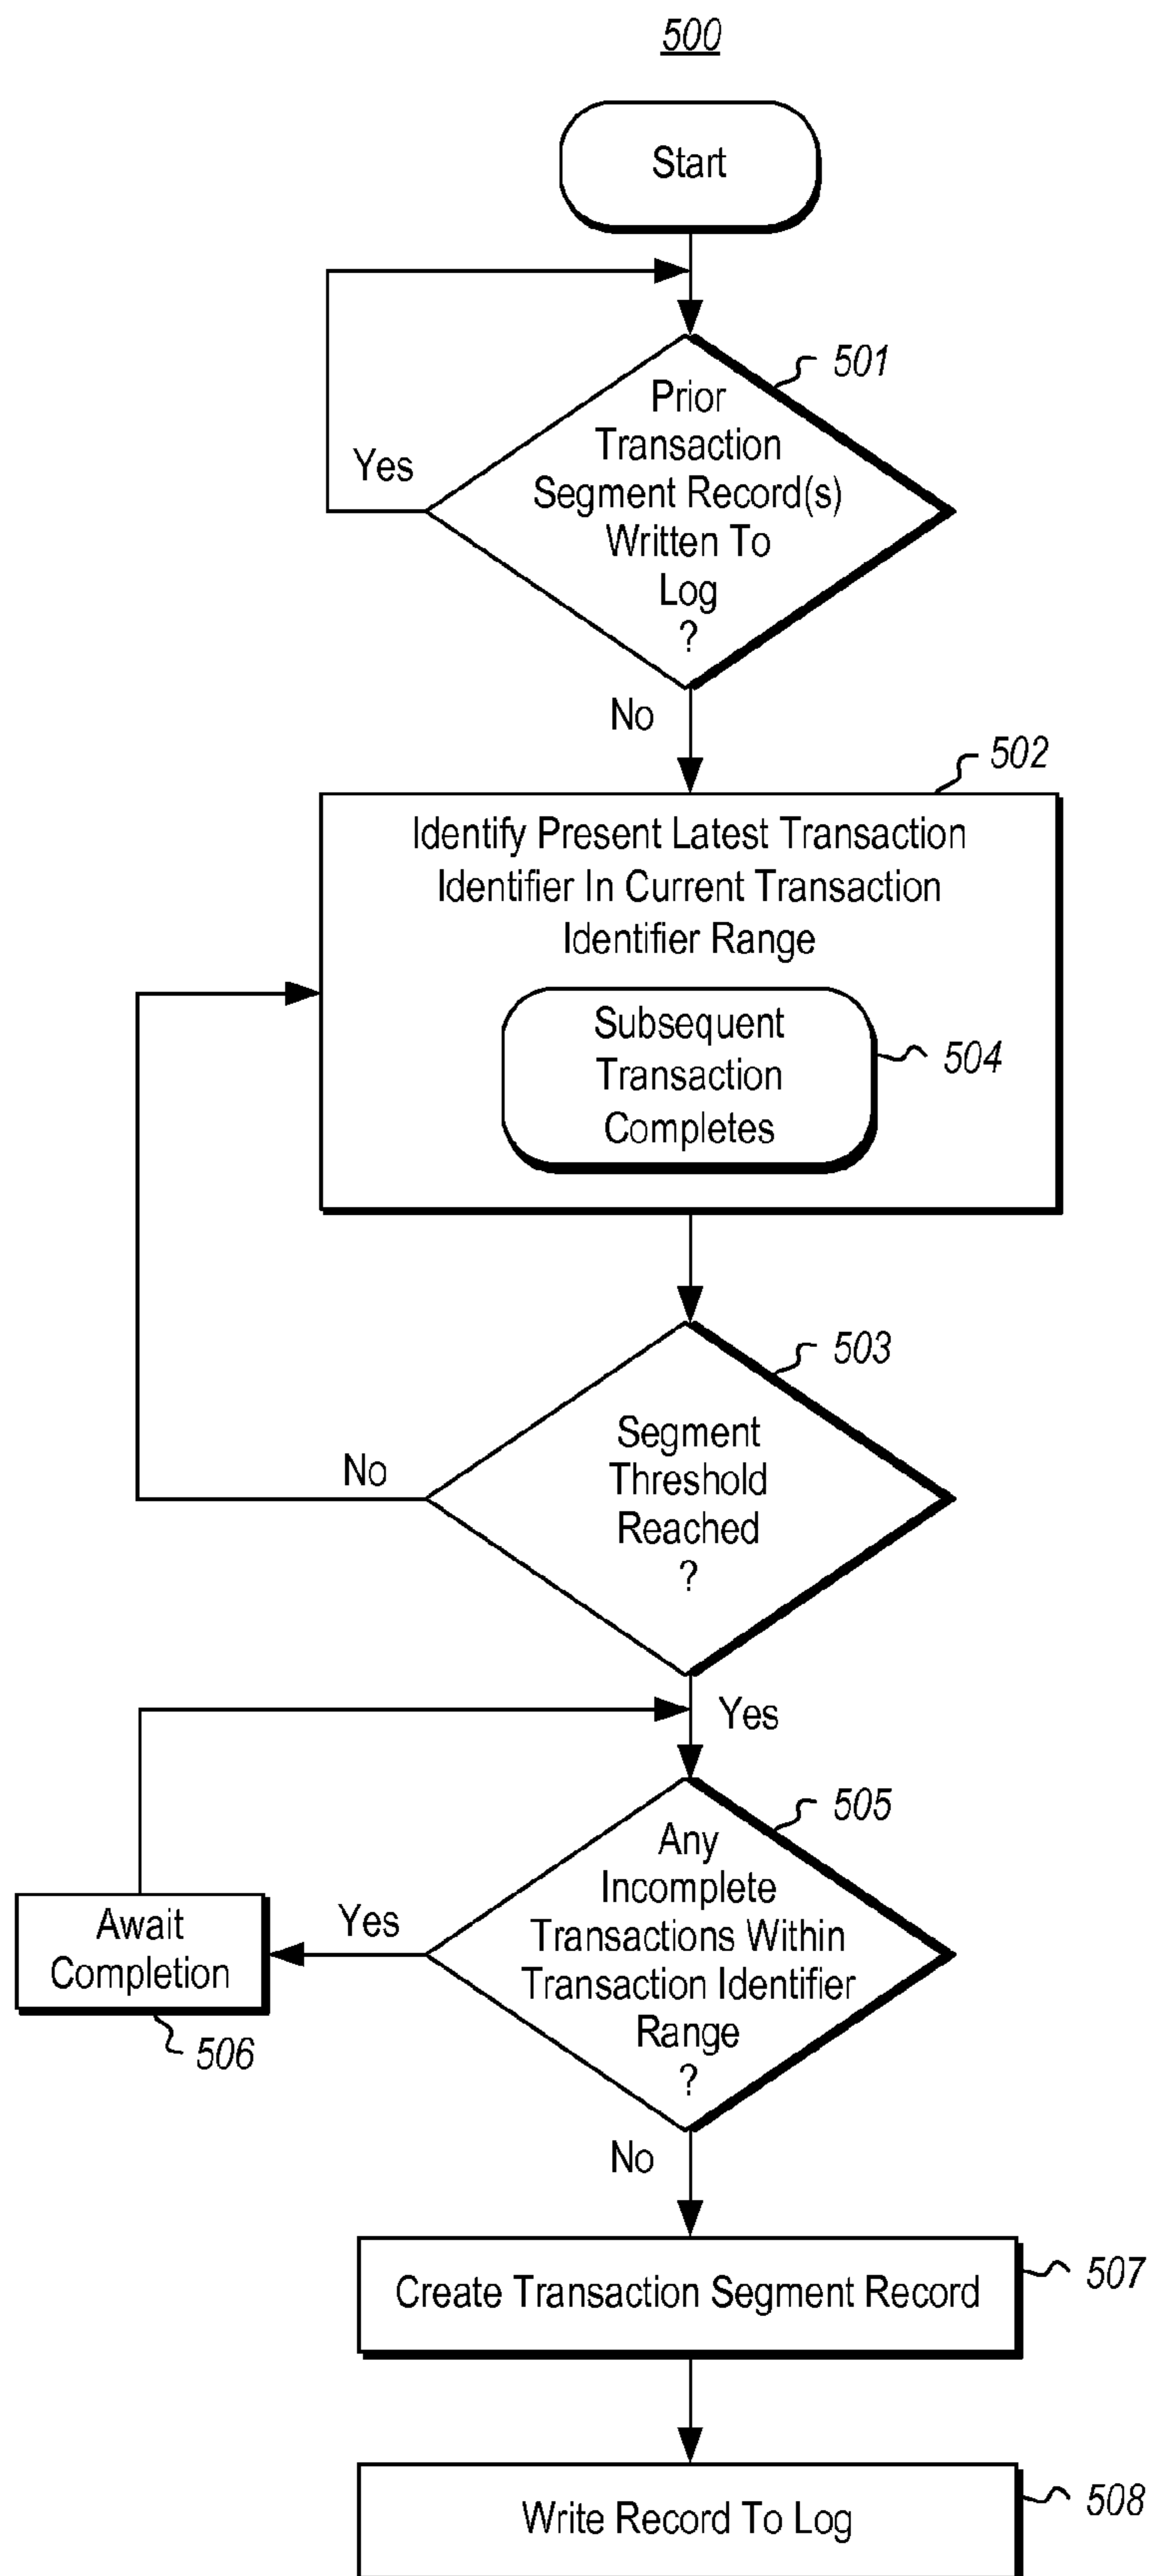 500
Start
501
Prior
Transaction
Segment Record(s)
Written To
Log
?
Yes
No
502
Identify Present Latest Transaction
Identifier In Current Transaction
Identifier Range
Subsequent
Transaction
Completes
504
503
Segment
Threshold
Reached
?
No
Yes
505
Any
Incomplete
Transactions Within
Transaction Identifier
Range
?
Yes
Await
Completion
506
No
Create Transaction Segment Record
507
Write Record To Log
508